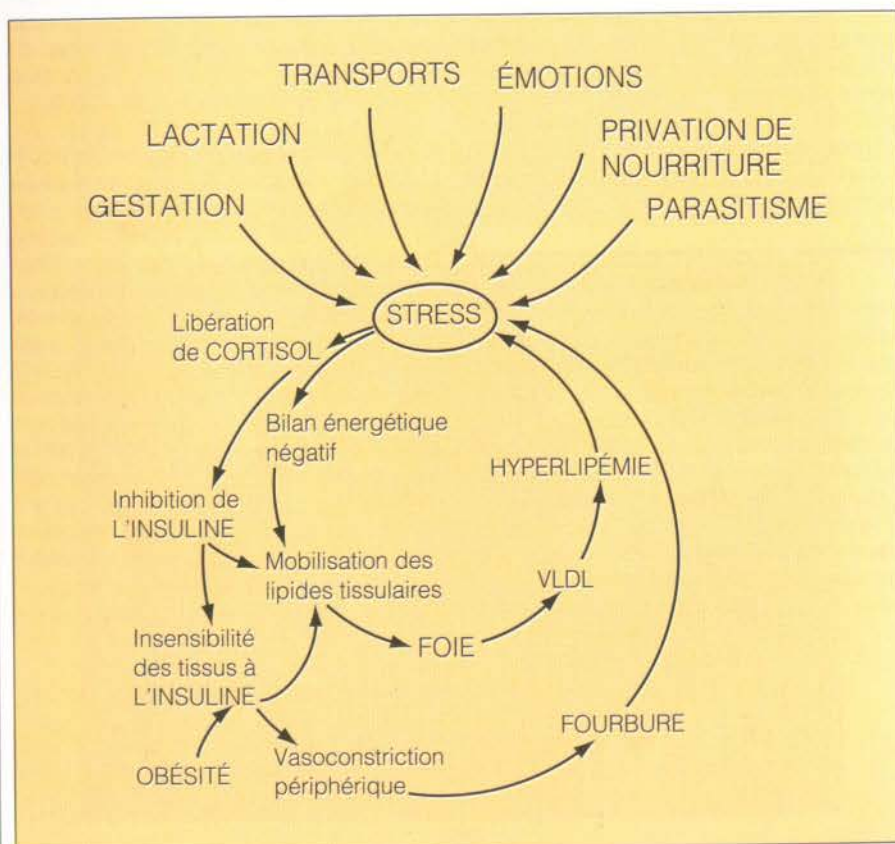 TRANSPORTS
ÉMOTIONS
LACTATION
PRIVATION DE
NOURRITURE
GESTATION
PARASITISME
STRESS
Libération
de CORTISOL
Bilan énergétique
négatif
HYPERLIPÉMIE
Inhibition de
L'INSULINE
Mobilisation des
lipides tissulaires
VLDL
Insensibilité
des tissus à
L'INSULINE
FOIE
FOURBURE
OBÉSITÉ
Vasoconstriction
périphérique